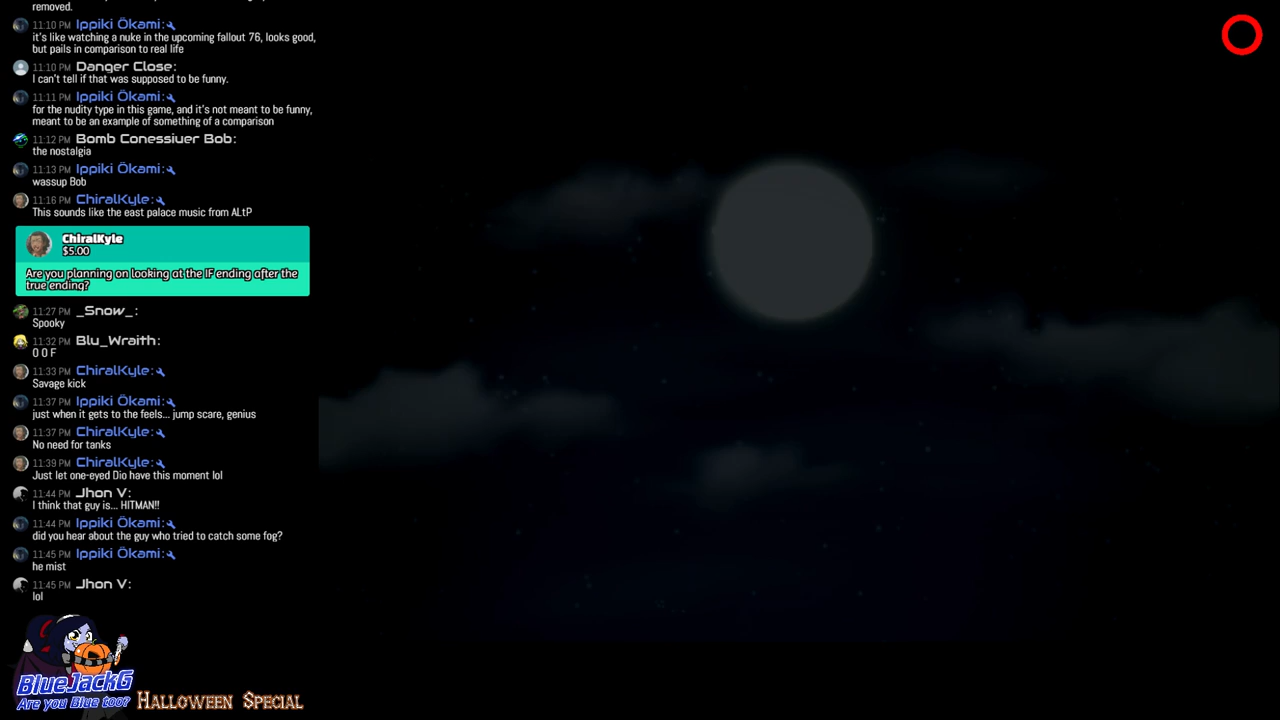 removed.
11:10 PM Ippiki Ōkami:
it's like watching a nuke in the upcoming fallout 76, looks good,
but pails in comparison to real life
11:10 PM Danger Close:
I can't tell if that was supposed to be funny.
11:11 PM Ippiki Ōkami:
for the nudity type in this game, and it's not meant to be funny,
meant to be an example of something of a comparison
11:12 PM Bomb Conessiuer Bob:
the nostalgia
11:13 PM Ippiki Ōkami:
wassup Bob
11:16 PM ChiralKyle:
This sounds like the east palace music from ALtP
ChiralKyle
$5.00
Are you planning on looking at the IF ending after the
true ending?
11:27 PM _Snow_:
Spooky
11:32 PM Blu_Wraith:
O O F
11:33 PM ChiralKyle:
Savage kick
11:37 PM Ippiki Ōkami:
just when it gets to the feels... jump scare, genius
11:37 PM ChiralKyle:
No need for tanks
11:39 PM ChiralKyle:
Just let one-eyed Dio have this moment lol
11:44 PM Jhon V:
I think that guy is... HITMAN!!
11:44 PM Ippiki Ōkami:
did you hear about the guy who tried to catch some fog?
11:45 PM Ippiki Ōkami:
he mist
11:45 PM Jhon V:
lol
BlueJackG
Are you Blue too?
Halloween Special